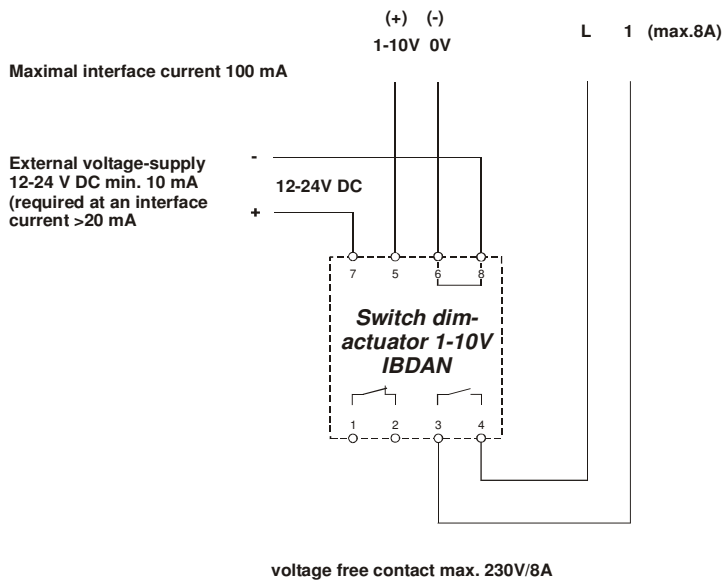 (+) (-)
1-10V 0V
L 1 (max.8A)
Maximal interface current 100 mA
External voltage-supply
12-24 V DC min. 10 mA
(required at an interface
current >20 mA
-
+
12-24V DC
7 5 6 8
Switch dim-
actuator 1-10V
IBDAN
1 2 3 4
voltage free contact max. 230V/8A